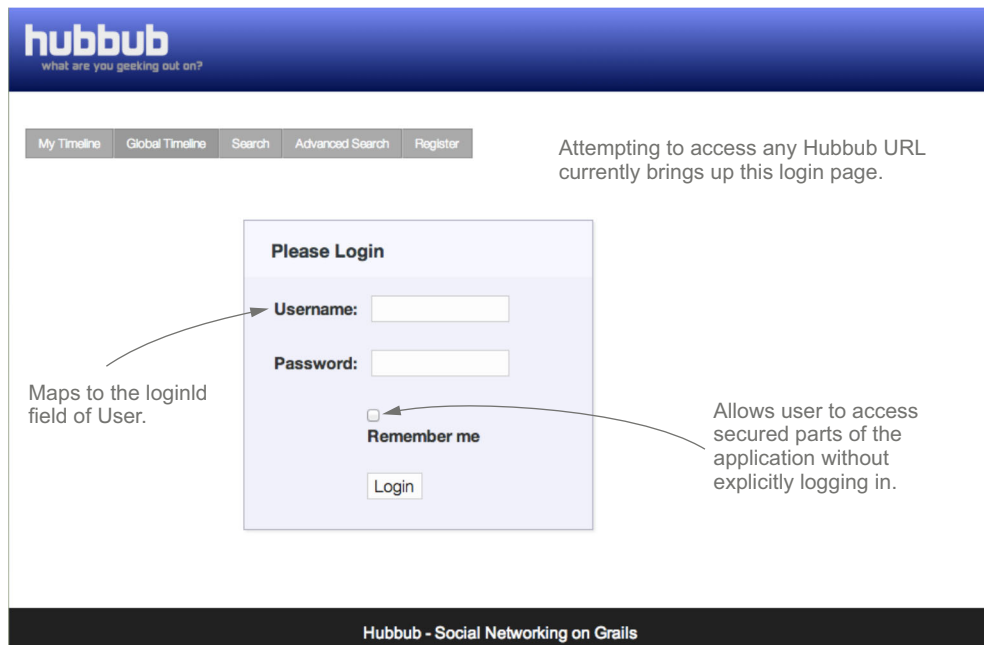 hubbub
what are you geeking out on?
My Timeline Global Timeline Search Advanced Search Register
Attempting to access any Hubbub URL
currently brings up this login page.
Please Login
Username:
Password:
Maps to the loginId
field of User.
Remember me
Login
Allows user to access
secured parts of the
application without
explicitly logging in.
Hubbub - Social Networking on Grails